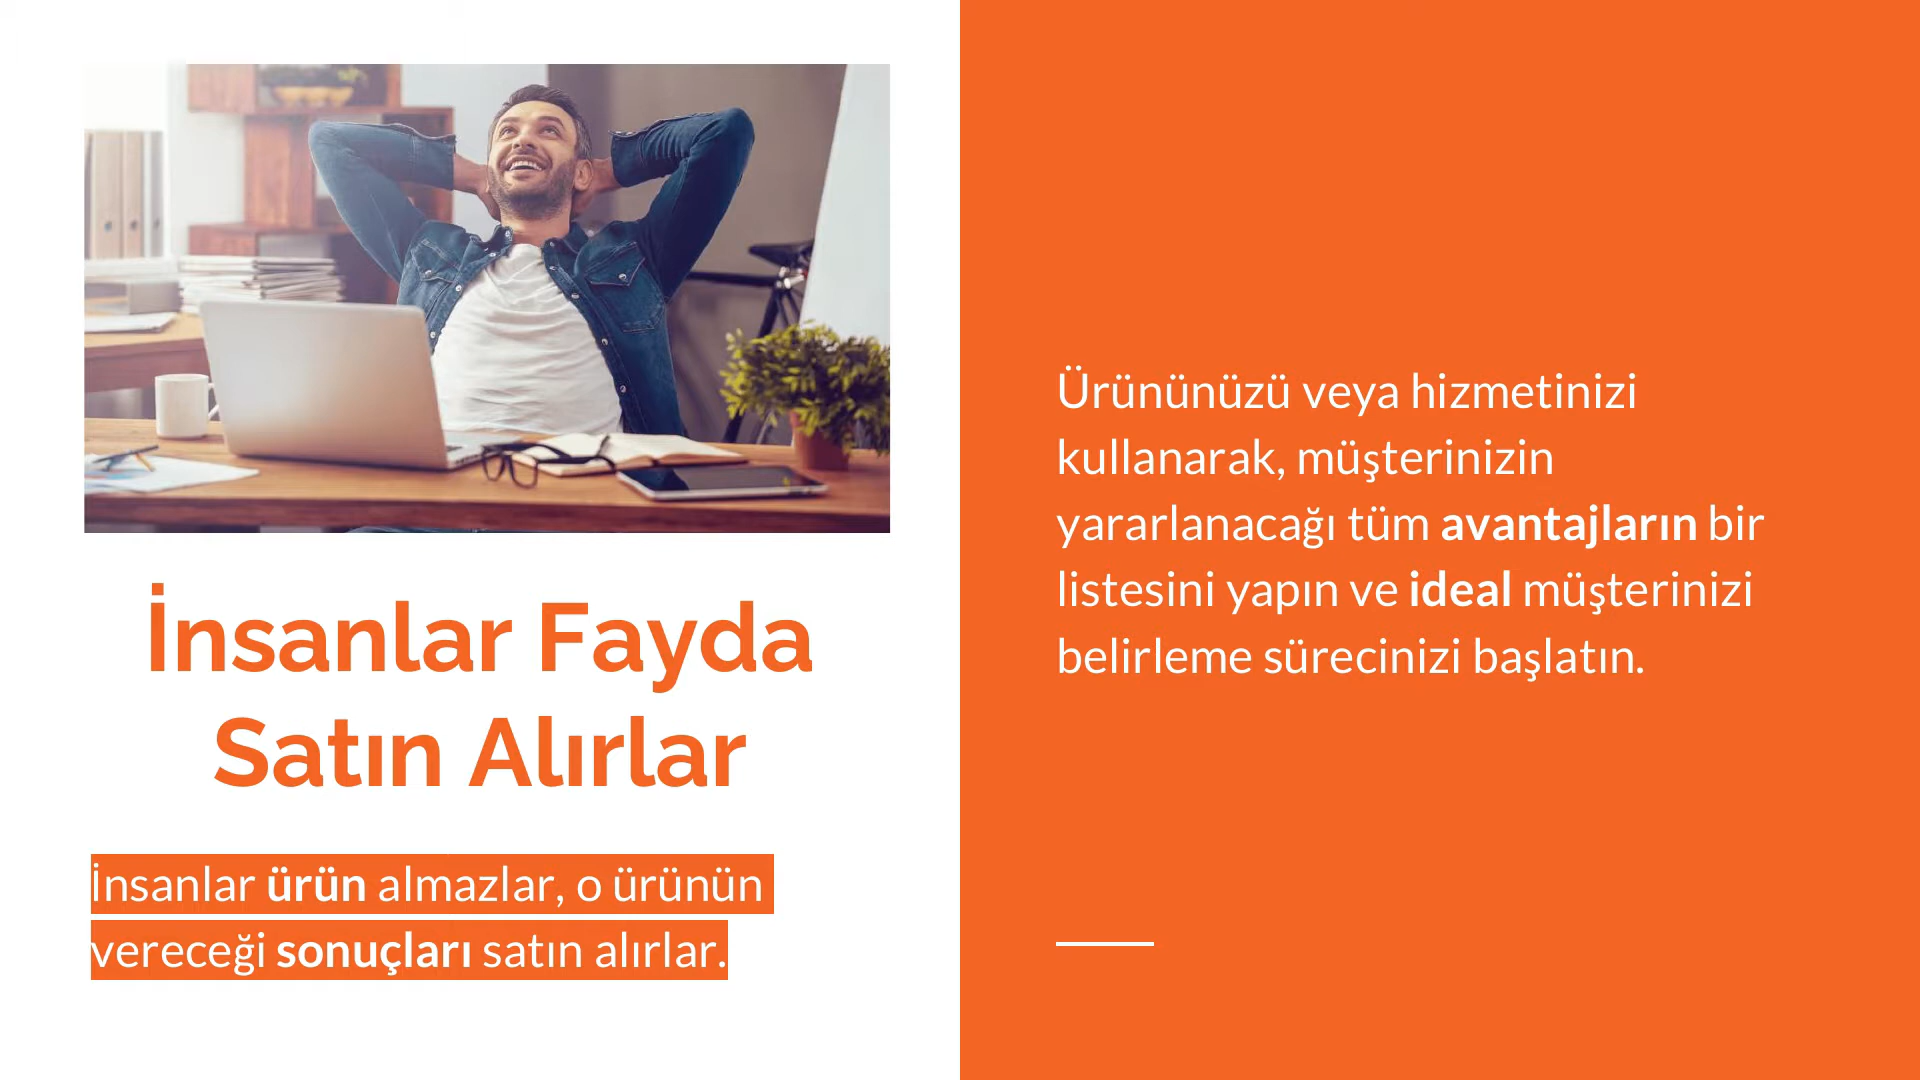 İnsanlar Fayda
Satın Alırlar
İnsanlar ürün almazlar, o ürünün
vereceği sonuçları satın alırlar.
Ürününüzü veya hizmetinizi
kullanarak, müşterinizin
yararlanacağı tüm avantajların bir
listesini yapın ve ideal müşterinizi
belirleme sürecinizi başlatın.